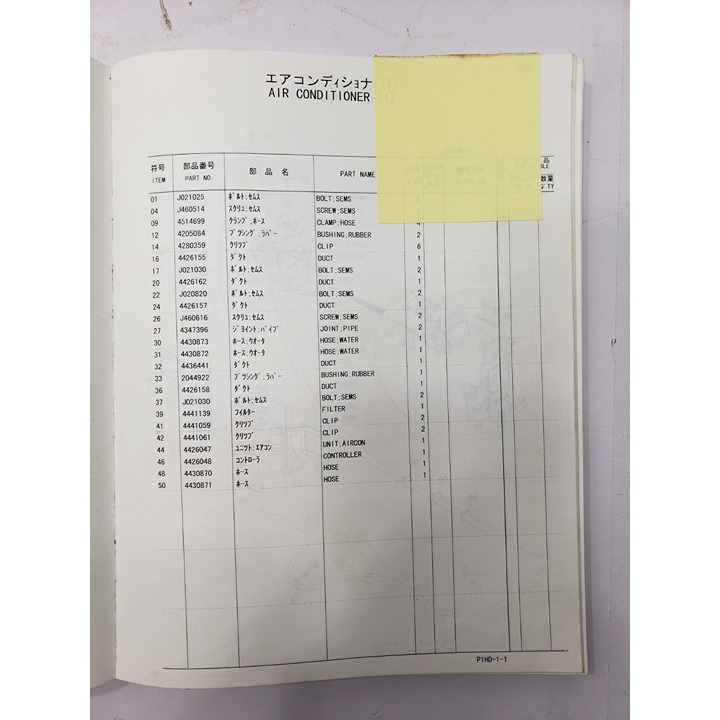 エアコンディショナ
AIR CONDITIONER
符号 部品番号 部 品 名 PART NAME 品
ITEM PART NO. BLE
数量
Q'TY
01 J021025 ボルト;セムス BOLT;SEMS
04 J460514 スクリュ;セムス SCREW;SEMS
09 4514699 クランプ;ホース CLAMP;HOSE 4
12 4205084 ブッシング;ラバー BUSHING;RUBBER 2
14 4280359 クリップ CLIP 6
16 4426155 ダクト DUCT 1
17 J021030 ボルト;セムス BOLT;SEMS 2
20 4426162 ダクト DUCT 1
22 J020820 ボルト;セムス BOLT;SEMS 2
24 4426157 ダクト DUCT 1
26 J460616 スクリュ;セムス SCREW;SEMS 2
27 4347396 ジョイント;パイプ JOINT;PIPE 2
30 4430873 ホース;ウオータ HOSE;WATER 1
31 4430872 ホース;ウオータ HOSE;WATER 1
32 4436441 ダクト DUCT 1
33 2044922 ブッシング;ラバー BUSHING;RUBBER 1
36 4426158 ダクト DUCT 1
37 J021030 ボルト;セムス BOLT;SEMS 2
39 4441139 フイルター FILTER 1
41 4441059 クリップ CLIP 2
42 4441061 クリップ CLIP 2
44 4426047 ユニット;エアコン UNIT;AIRCON 1
46 4426048 コントローラ CONTROLLER 1
48 4430870 ホース HOSE 1
50 4430871 ホース HOSE 1
P1HD-1-1